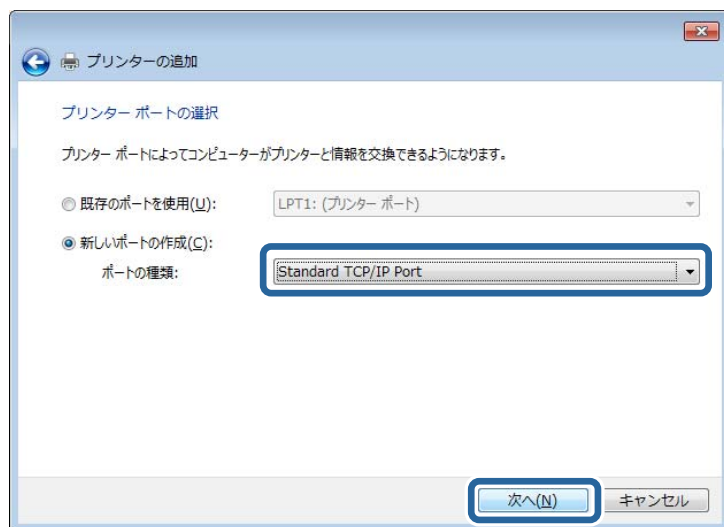 プリンターの追加
プリンター ポートの選択
プリンター ポートによってコンピューターがプリンターと情報を交換できるようになります。
既存のポートを使用(U): LPT1: (プリンター ポート)
新しいポートの作成(C):
ポートの種類: Standard TCP/IP Port
次へ(N) キャンセル